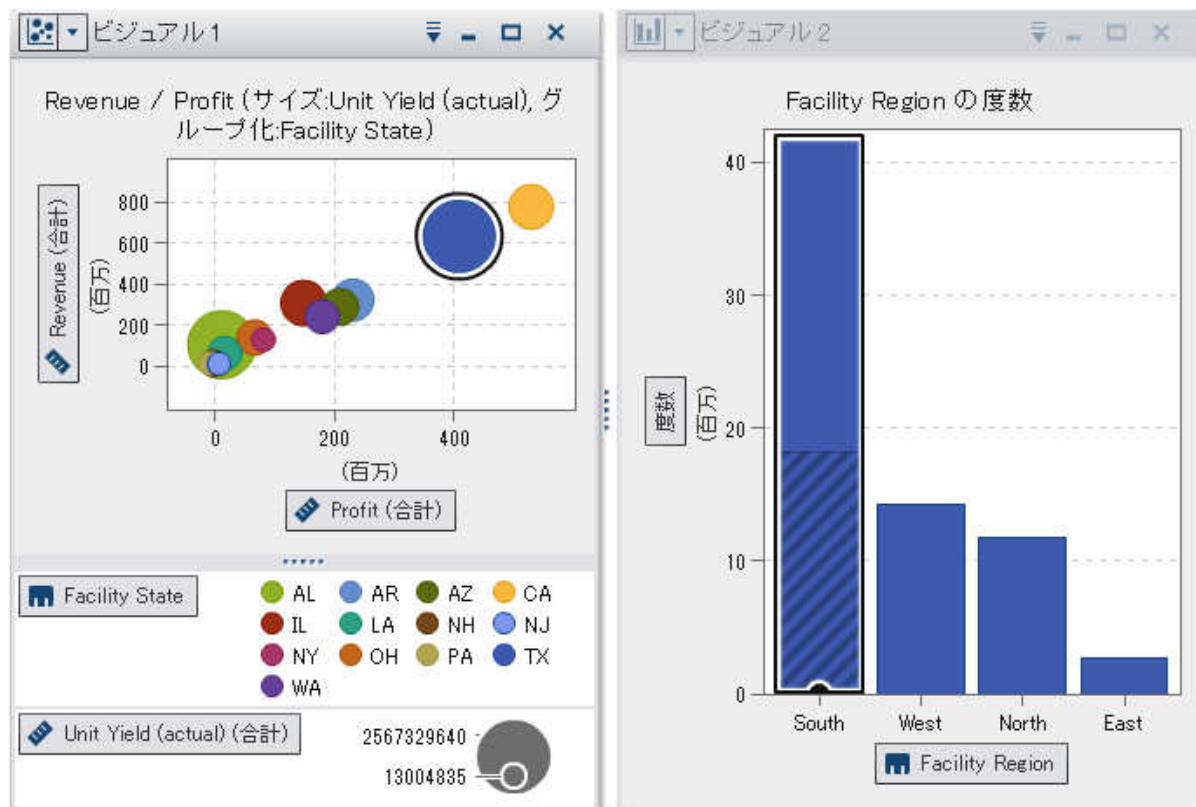 ビジュアル 1
Revenue / Profit (サイズ:Unit Yield (actual), グ
ループ化:Facility State)
Revenue (合計)
(百万)
800
600
400
200
0
0
200
400
(百万)
Profit (合計)
Facility State
AL
AR
AZ
CA
IL
LA
NH
NJ
NY
OH
PA
TX
WA
Unit Yield (actual) (合計)
2567329640
13004835
ビジュアル 2
Facility Region の度数
度数
(百万)
40
30
20
10
0
South
West
North
East
Facility Region